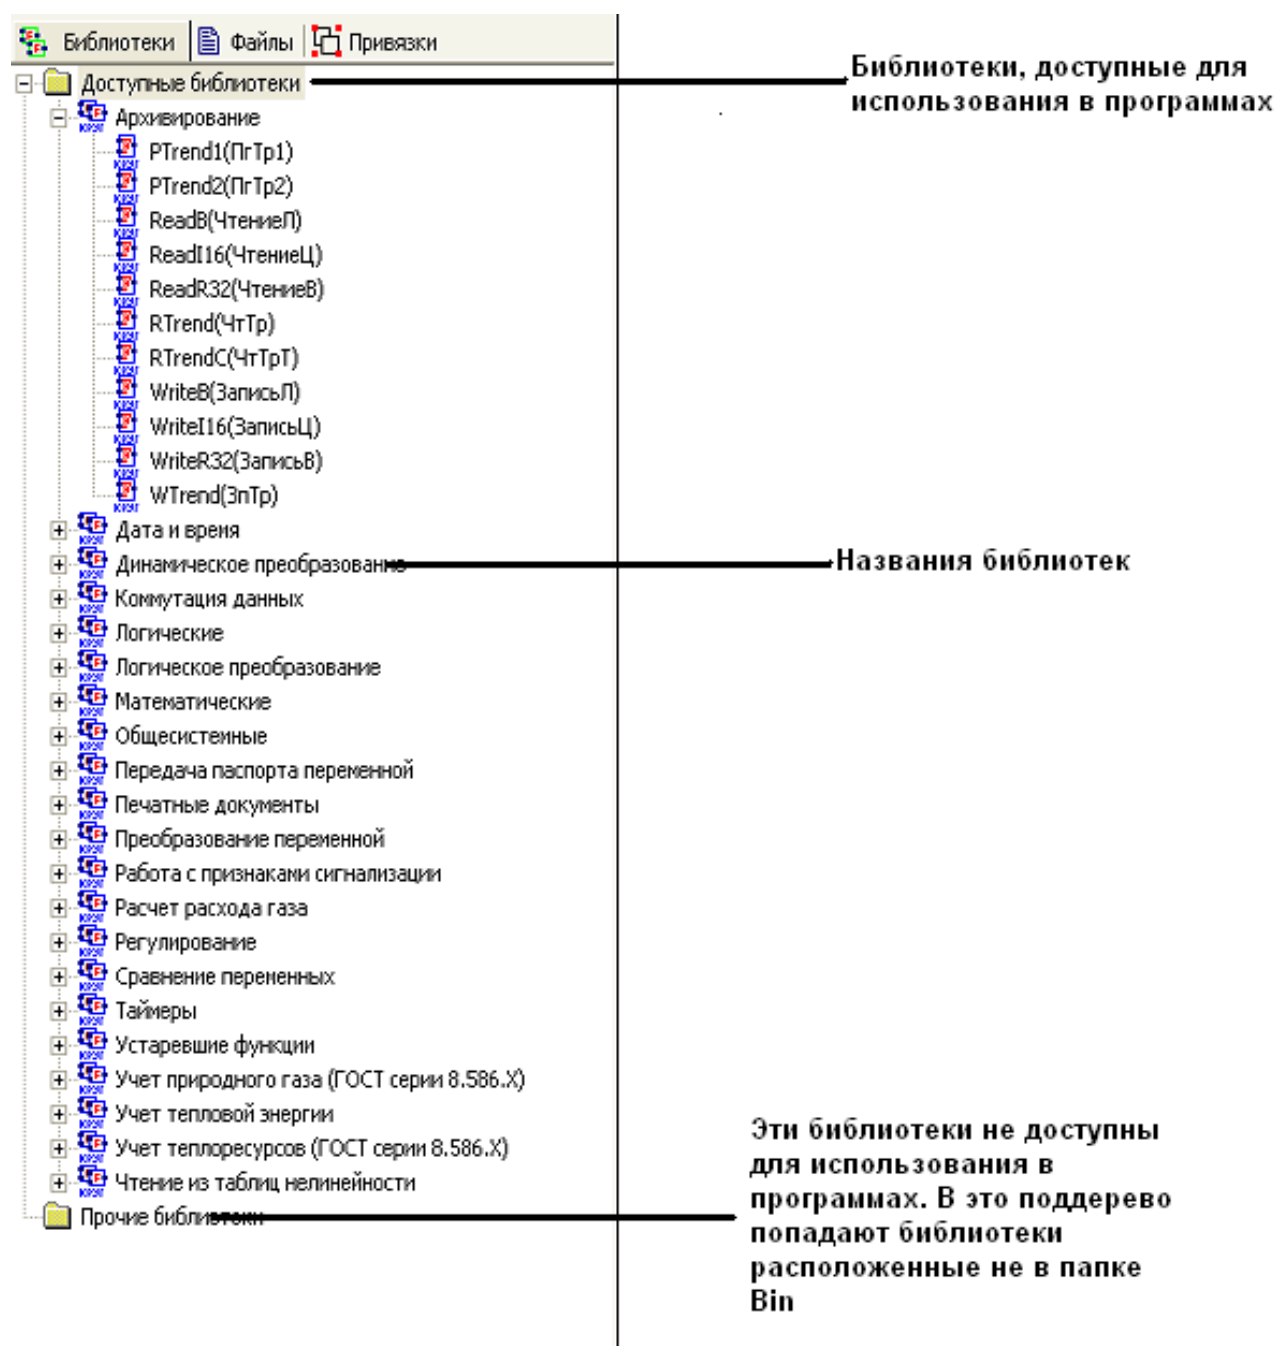 Библиотеки Файлы Привязки
Доступные библиотеки
Библиотеки, доступные для
использования в программах
Архивирование
PTrend1(ПгТр1)
PTrend2(ПгТр2)
ReadB(ЧтениеЛ)
ReadI16(ЧтениеЦ)
ReadR32(ЧтениеВ)
RTrend(ЧтТр)
RTrendC(ЧтТрТ)
WriteB(ЗаписьЛ)
WriteI16(ЗаписьЦ)
WriteR32(ЗаписьВ)
WTrend(ЗпТр)
Дата и время
Динамическое преобразование
Названия библиотек
Коммутация данных
Логические
Логическое преобразование
Математические
Общесистемные
Передача паспорта переменной
Печатные документы
Преобразование переменной
Работа с признаками сигнализации
Расчет расхода газа
Регулирование
Сравнение переменных
Таймеры
Устаревшие функции
Учет природного газа (ГОСТ серии 8.586.X)
Учет тепловой энергии
Учет теплоресурсов (ГОСТ серии 8.586.X)
Чтение из таблиц нелинейности
Прочие библиотеки
Эти библиотеки не доступны
для использования в
программах. В это поддерево
попадают библиотеки
расположенные не в папке
Bin